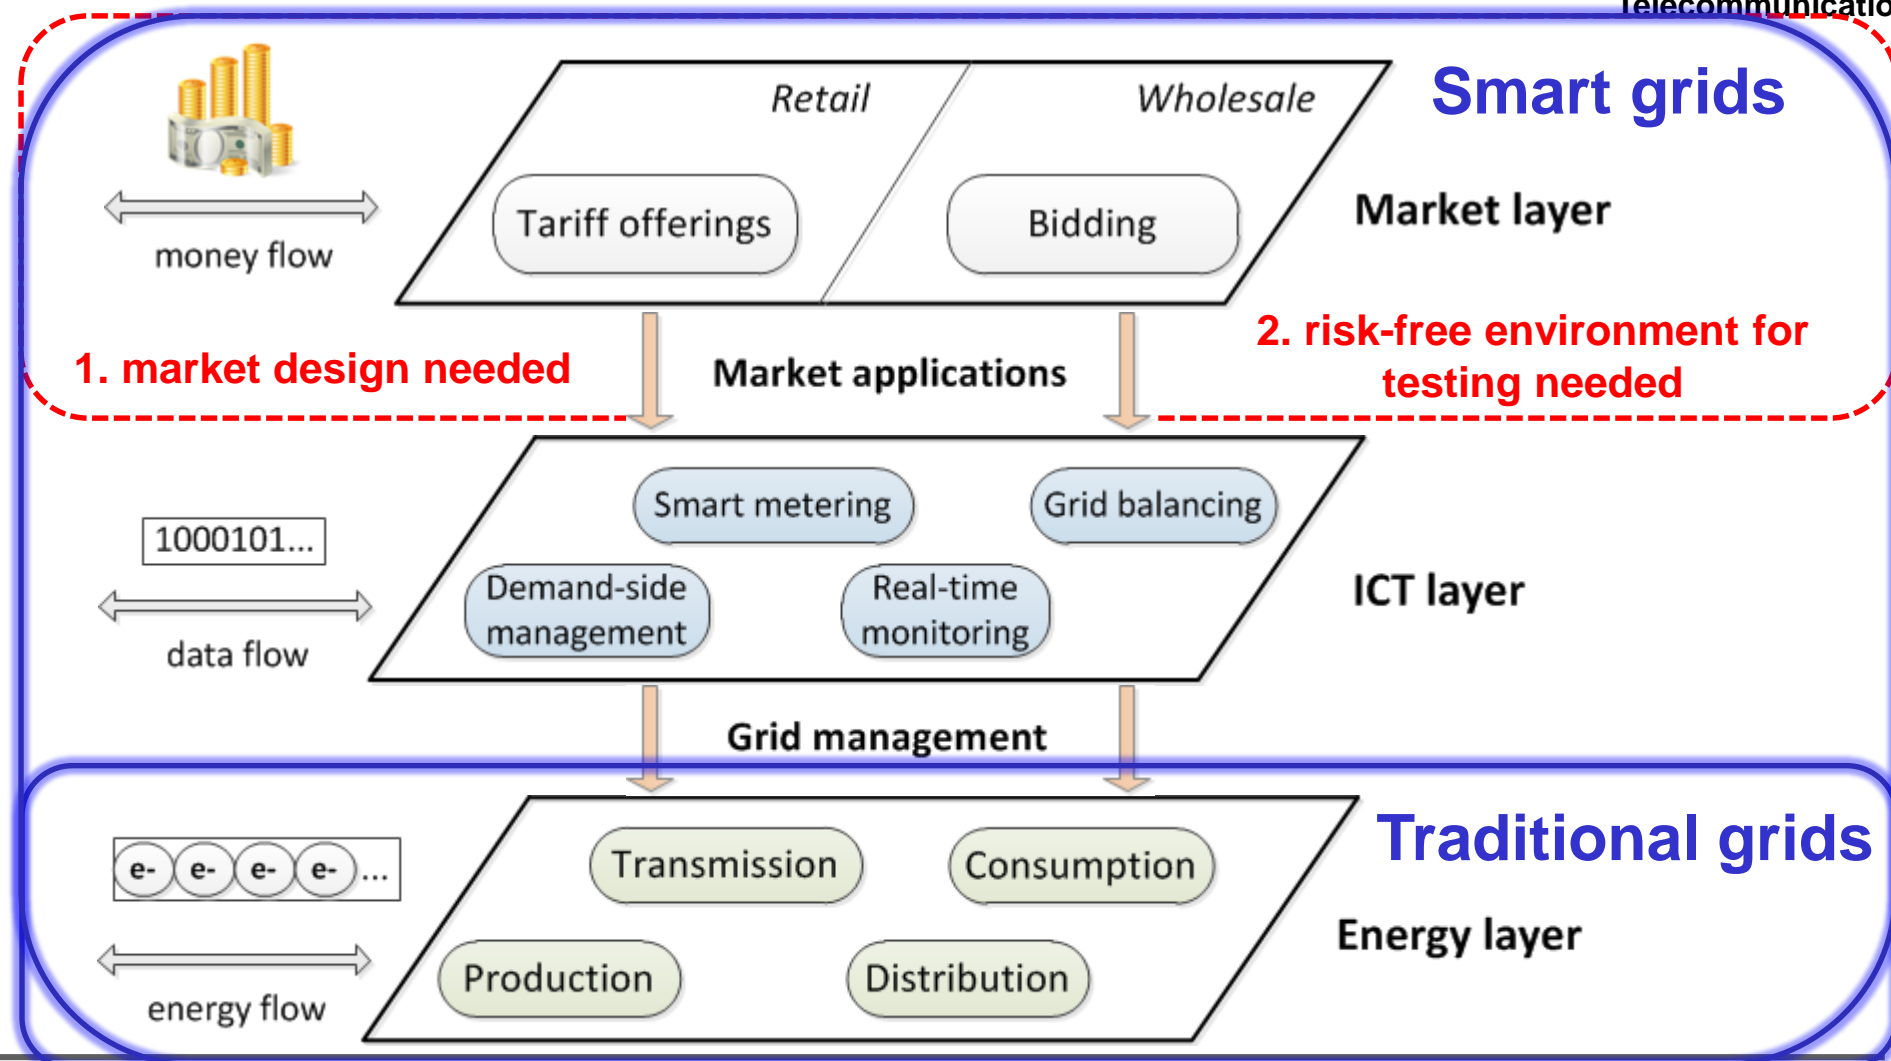 Smart grids
Retail
Wholesale
Tariff offerings
Bidding
Market layer
money flow
1. market design needed
Market applications
2. risk-free environment for
testing needed
Smart metering
Grid balancing
1000101...
Demand-side
management
Real-time
monitoring
ICT layer
data flow
Grid management
Traditional grids
Transmission
Consumption
e- e- e- e- ...
Energy layer
Production
Distribution
energy flow